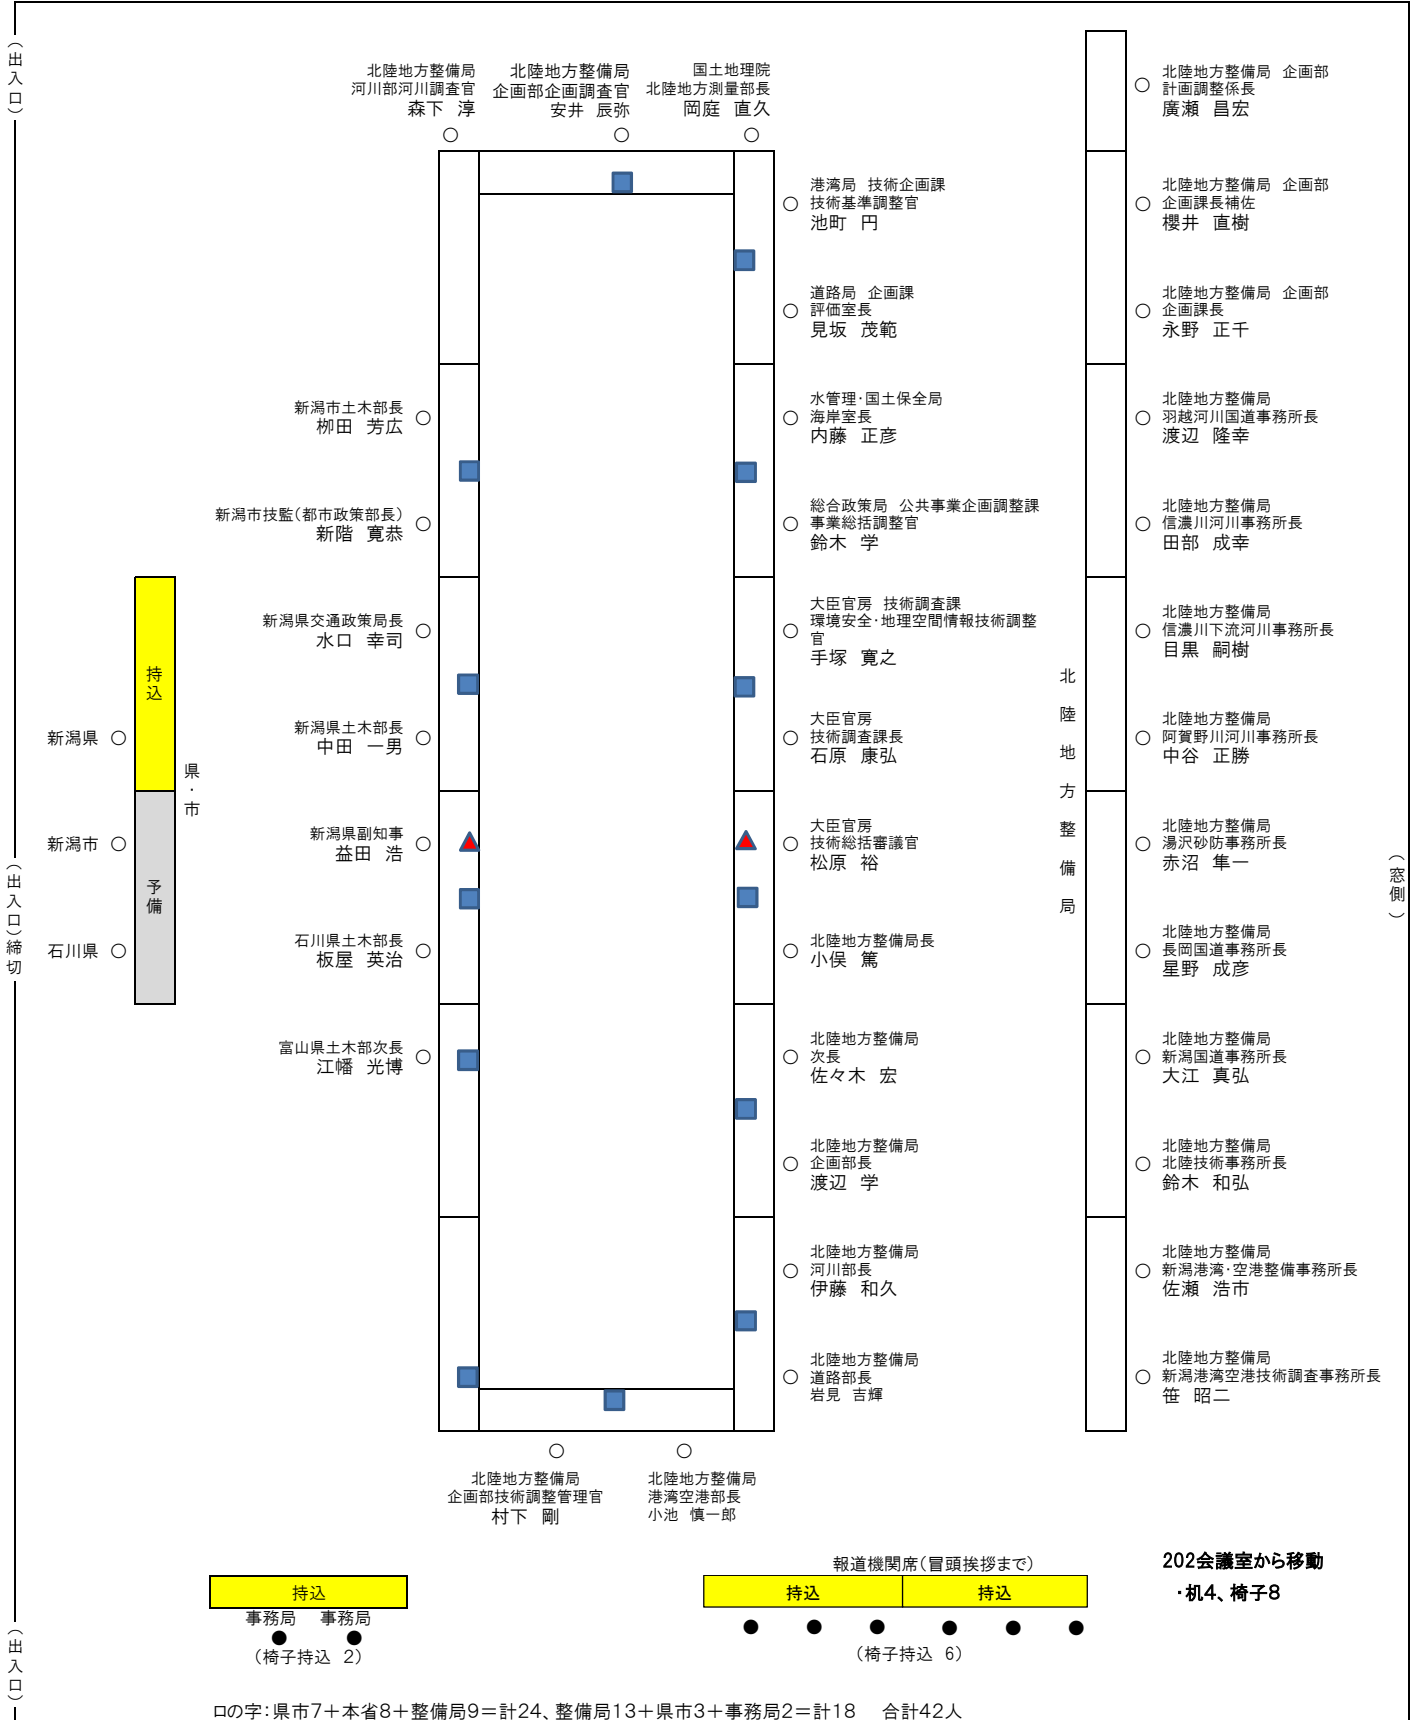 （出入口）
北陸地方整備局
河川部河川調査官
森下　淳
北陸地方整備局
企画部企画調査官
安井　辰弥
国土地理院
北陸地方測量部長
岡庭　直久
北陸地方整備局　企画部
計画調整係長
廣瀬　昌宏
港湾局　技術企画課
技術基準調整官
池町　円
北陸地方整備局　企画部
企画課長補佐
櫻井　直樹
道路局　企画課
評価室長
見坂　茂範
北陸地方整備局　企画部
企画課長
永野　正千
新潟市土木部長
柳田　芳広
水管理・国土保全局
海岸室長
内藤　正彦
北陸地方整備局
羽越河川国道事務所長
渡辺　隆幸
新潟市技監（都市政策部長）
新階　寛恭
総合政策局　公共事業企画調整課
事業総括調整官
鈴木　学
北陸地方整備局
信濃川河川事務所長
田部　成幸
持込
新潟県交通政策局長
水口　幸司
大臣官房　技術調査課
環境安全・地理空間情報技術調整
官
手塚　寛之
北陸地方整備局
信濃川下流河川事務所長
目黒　嗣樹
新潟県
県・市
新潟県土木部長
中田　一男
大臣官房
技術調査課長
石原　康弘
北陸地方整備局
北陸地方整備局
阿賀野川河川事務所長
中谷　正勝
新潟市
予備
新潟県副知事
益田　浩
大臣官房
技術総括審議官
松原　裕
北陸地方整備局
湯沢砂防事務所長
赤沼　隼一
（窓側）
（出入口）締切
石川県
石川県土木部長
板屋　英治
北陸地方整備局長
小俣　篤
北陸地方整備局
長岡国道事務所長
星野　成彦
富山県土木部次長
江幡　光博
北陸地方整備局
次長
佐々木　宏
北陸地方整備局
新潟国道事務所長
大江　真弘
北陸地方整備局
企画部長
渡辺　学
北陸地方整備局
北陸技術事務所長
鈴木　和弘
北陸地方整備局
河川部長
伊藤　和久
北陸地方整備局
新潟港湾・空港整備事務所長
佐瀬　浩市
北陸地方整備局
道路部長
岩見　吉輝
北陸地方整備局
新潟港湾空港技術調査事務所長
笹　昭二
北陸地方整備局
企画部技術調整管理官
村下　剛
北陸地方整備局
港湾空港部長
小池　慎一郎
報道機関席（冒頭挨拶まで）
202会議室から移動
・机4、椅子8
持込
持込
持込
事務局　事務局
（椅子持込　2）
（椅子持込　6）
（出入口）
ロの字：県市7＋本省8＋整備局9＝計24、整備局13＋県市3＋事務局2＝計18　合計42人